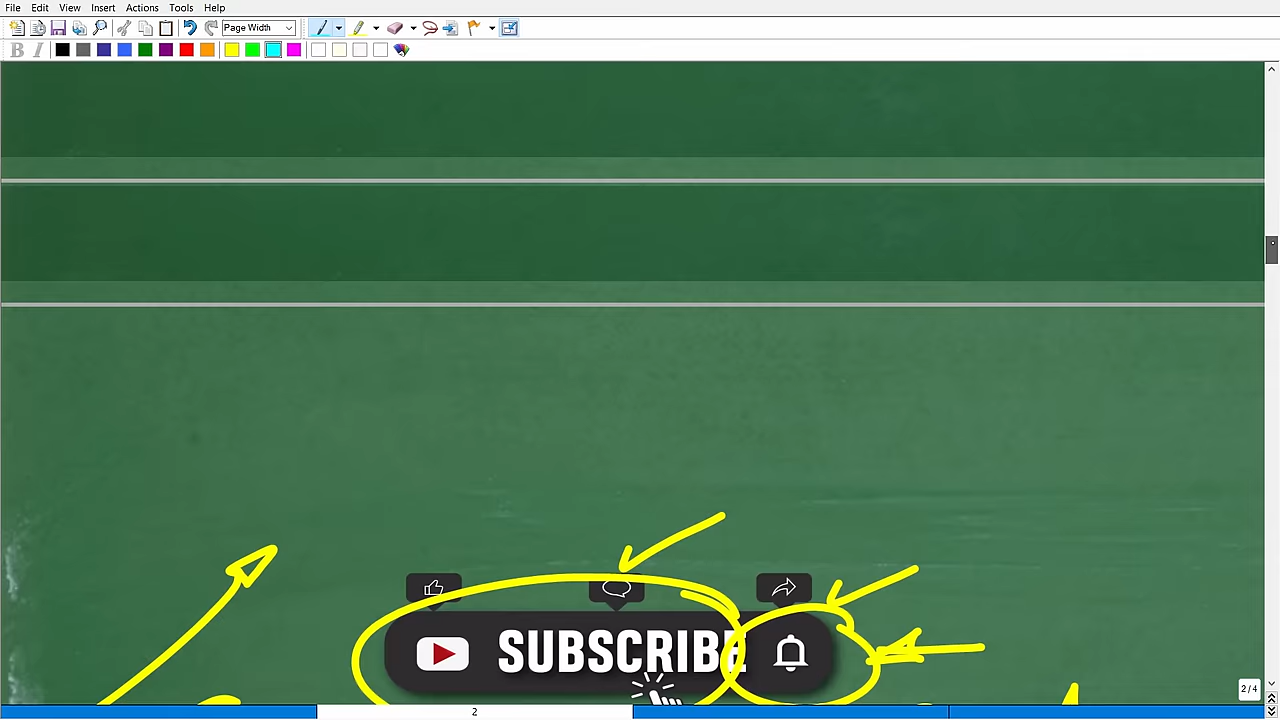 File Edit View Insert Actions Tools Help
Page Width
B I
SUBSCRIBE
2/4
2